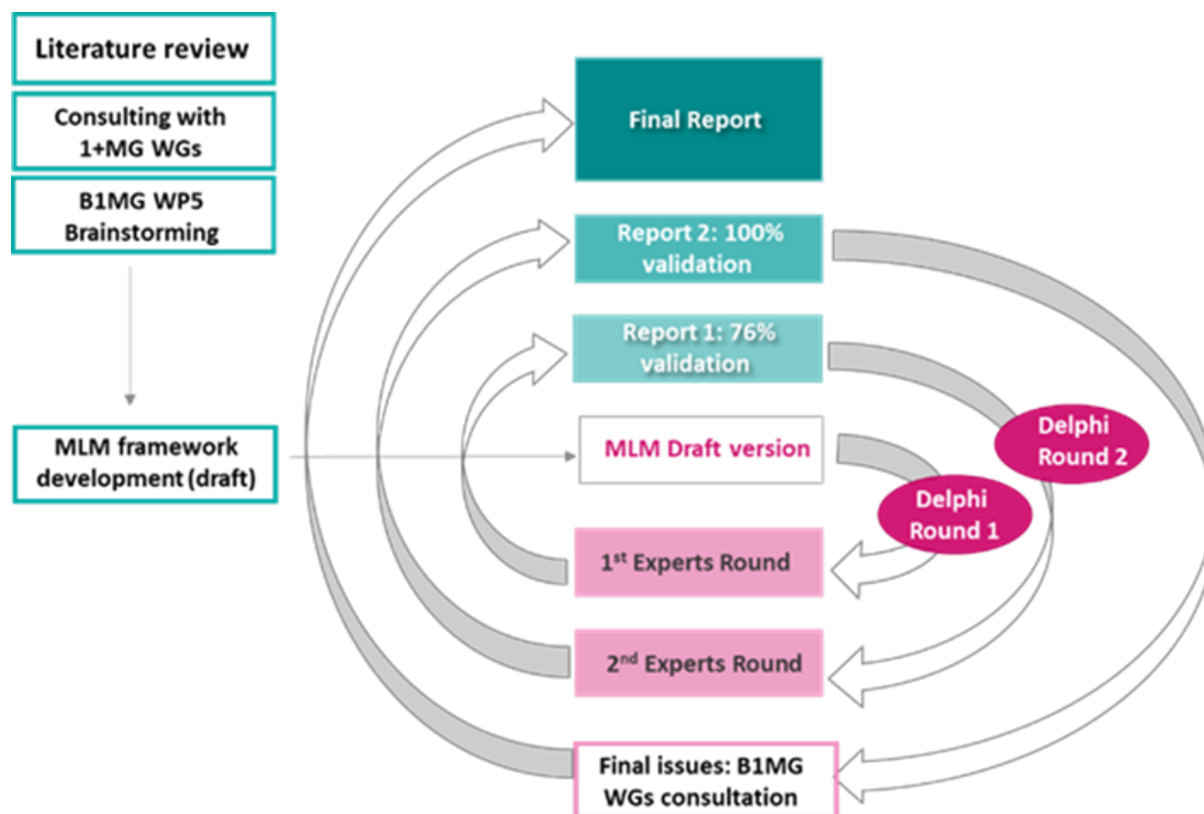 Literature review
Consulting with
1+MG WGs
B1MG WP5
Brainstorming
MLM framework
development (draft)
Final Report
Report 2: 100%
validation
Report 1: 76%
validation
MLM Draft version
1st Experts Round
2nd Experts Round
Final issues: B1MG
WGs consultation
Delphi
Round 2
Delphi
Round 1